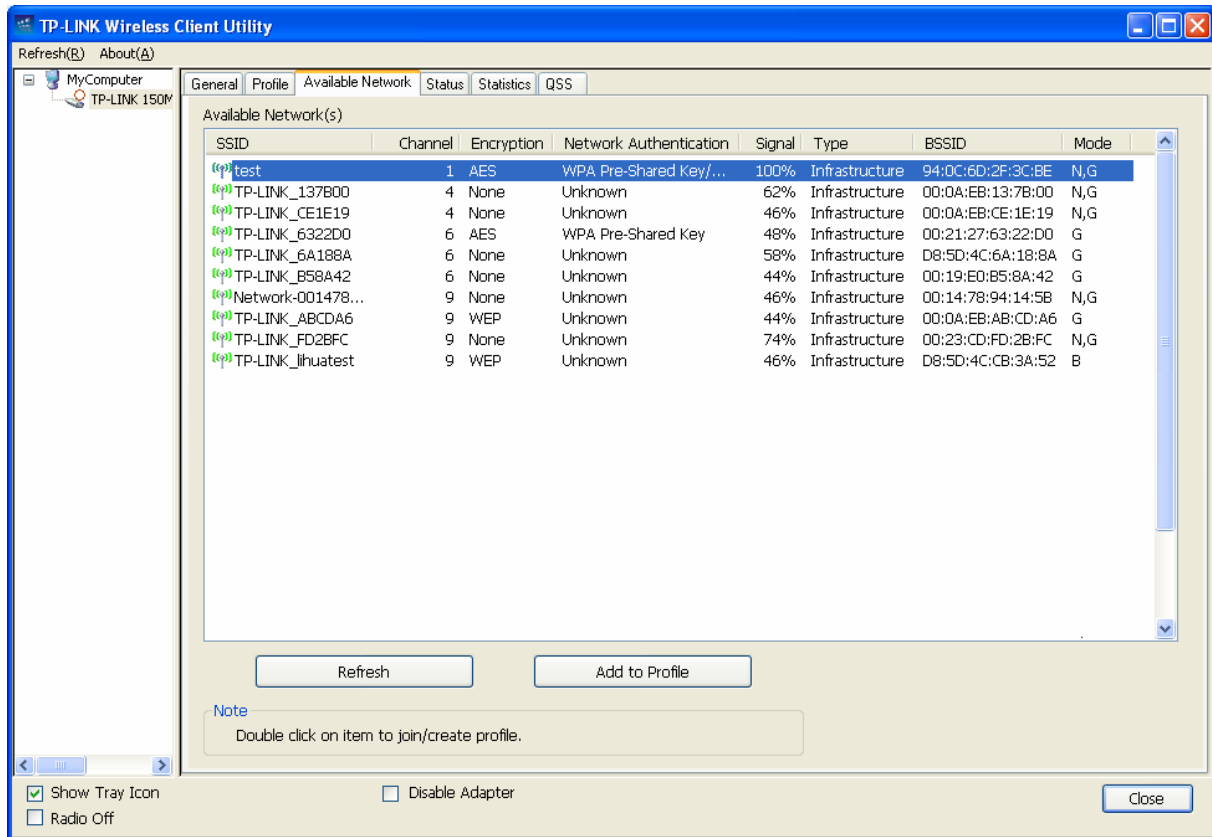 TP-LINK Wireless Client Utility
Refresh(R) About(A)
MyComputer
TP-LINK 150M
General Profile Available Network Status Statistics QSS
Available Network(s)
SSID Channel Encryption Network Authentication Signal Type BSSID Mode
test 1 AES WPA Pre-Shared Key/... 100% Infrastructure 94:0C:6D:2F:3C:BE N,G
TP-LINK_137B00 4 None Unknown 62% Infrastructure 00:0A:EB:13:7B:00 N,G
TP-LINK_CE1E19 4 None Unknown 46% Infrastructure 00:0A:EB:CE:1E:19 N,G
TP-LINK_6322D0 6 AES WPA Pre-Shared Key 48% Infrastructure 00:21:27:63:22:D0 G
TP-LINK_6A188A 6 None Unknown 58% Infrastructure D8:5D:4C:6A:18:8A G
TP-LINK_B58A42 6 None Unknown 44% Infrastructure 00:19:E0:B5:8A:42 G
Network-001478... 9 None Unknown 46% Infrastructure 00:14:78:94:14:5B N,G
TP-LINK_ABCDA6 9 WEP Unknown 44% Infrastructure 00:0A:EB:AB:CD:A6 G
TP-LINK_FD2BFC 9 None Unknown 74% Infrastructure 00:23:CD:FD:2B:FC N,G
TP-LINK_lihuatest 9 WEP Unknown 46% Infrastructure D8:5D:4C:CB:3A:52 B
Refresh Add to Profile
Note
Double click on item to join/create profile.
Show Tray Icon Disable Adapter
Radio Off
Close